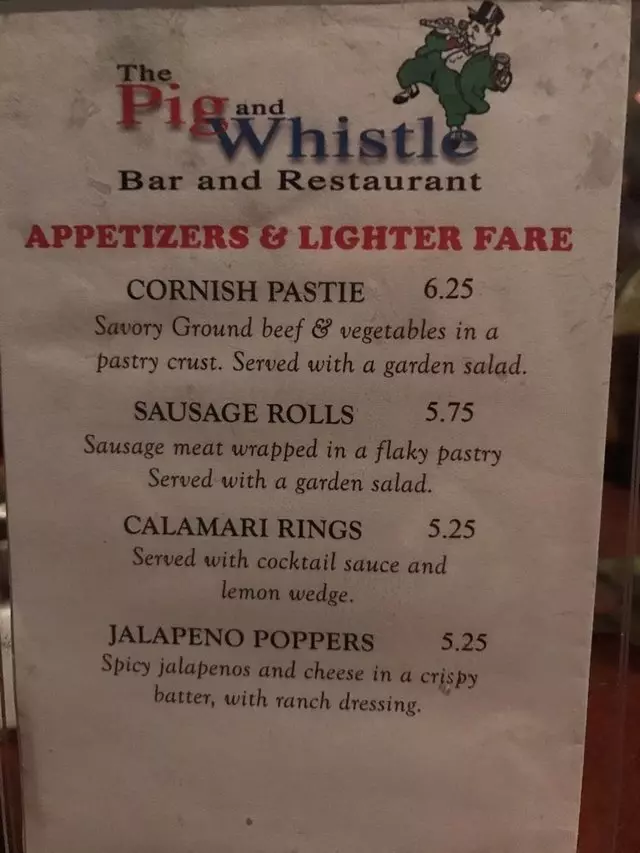 The
Pig and
Whistle
Bar and Restaurant
APPETIZERS & LIGHTER FARE
CORNISH PASTIE 6.25
Savory Ground beef & vegetables in a
pastry crust. Served with a garden salad.
SAUSAGE ROLLS 5.75
Sausage meat wrapped in a flaky pastry
Served with a garden salad.
CALAMARI RINGS 5.25
Served with cocktail sauce and
lemon wedge.
JALAPENO POPPERS 5.25
Spicy jalapenos and cheese in a crispy
batter, with ranch dressing.